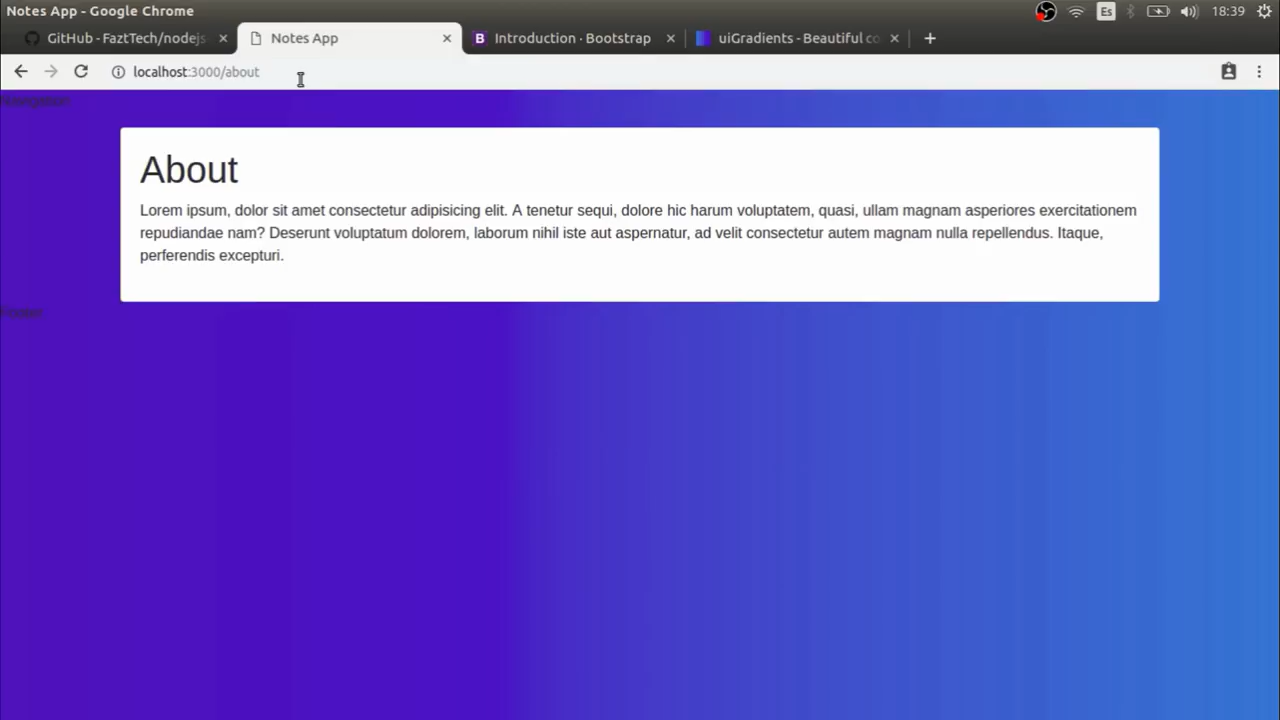 Notes App - Google Chrome
Es
18:39
GitHub - FaztTech/nodejs
Notes App
B
Introduction · Bootstrap
uiGradients - Beautiful co
localhost:3000/about
Navigation
About
Lorem ipsum, dolor sit amet consectetur adipisicing elit. A tenetur sequi, dolore hic harum voluptatem, quasi, ullam magnam asperiores exercitationem
repudiandae nam? Deserunt voluptatum dolorem, laborum nihil iste aut aspernatur, ad velit consectetur autem magnam nulla repellendus. Itaque,
perferendis excepturi.
Footer